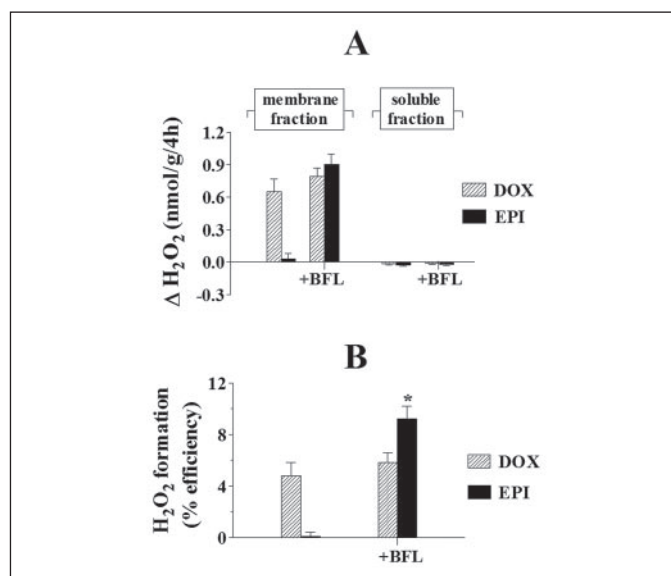 A
membrane
fraction
soluble
fraction
Δ H₂O₂ (nmol/g/4h)
1.2
0.9
0.6
0.3
0.0
-0.3
+BFL
+BFL
DOX
EPI
B
H₂O₂ formation
(% efficiency)
12
8
4
0
*
+BFL
DOX
EPI